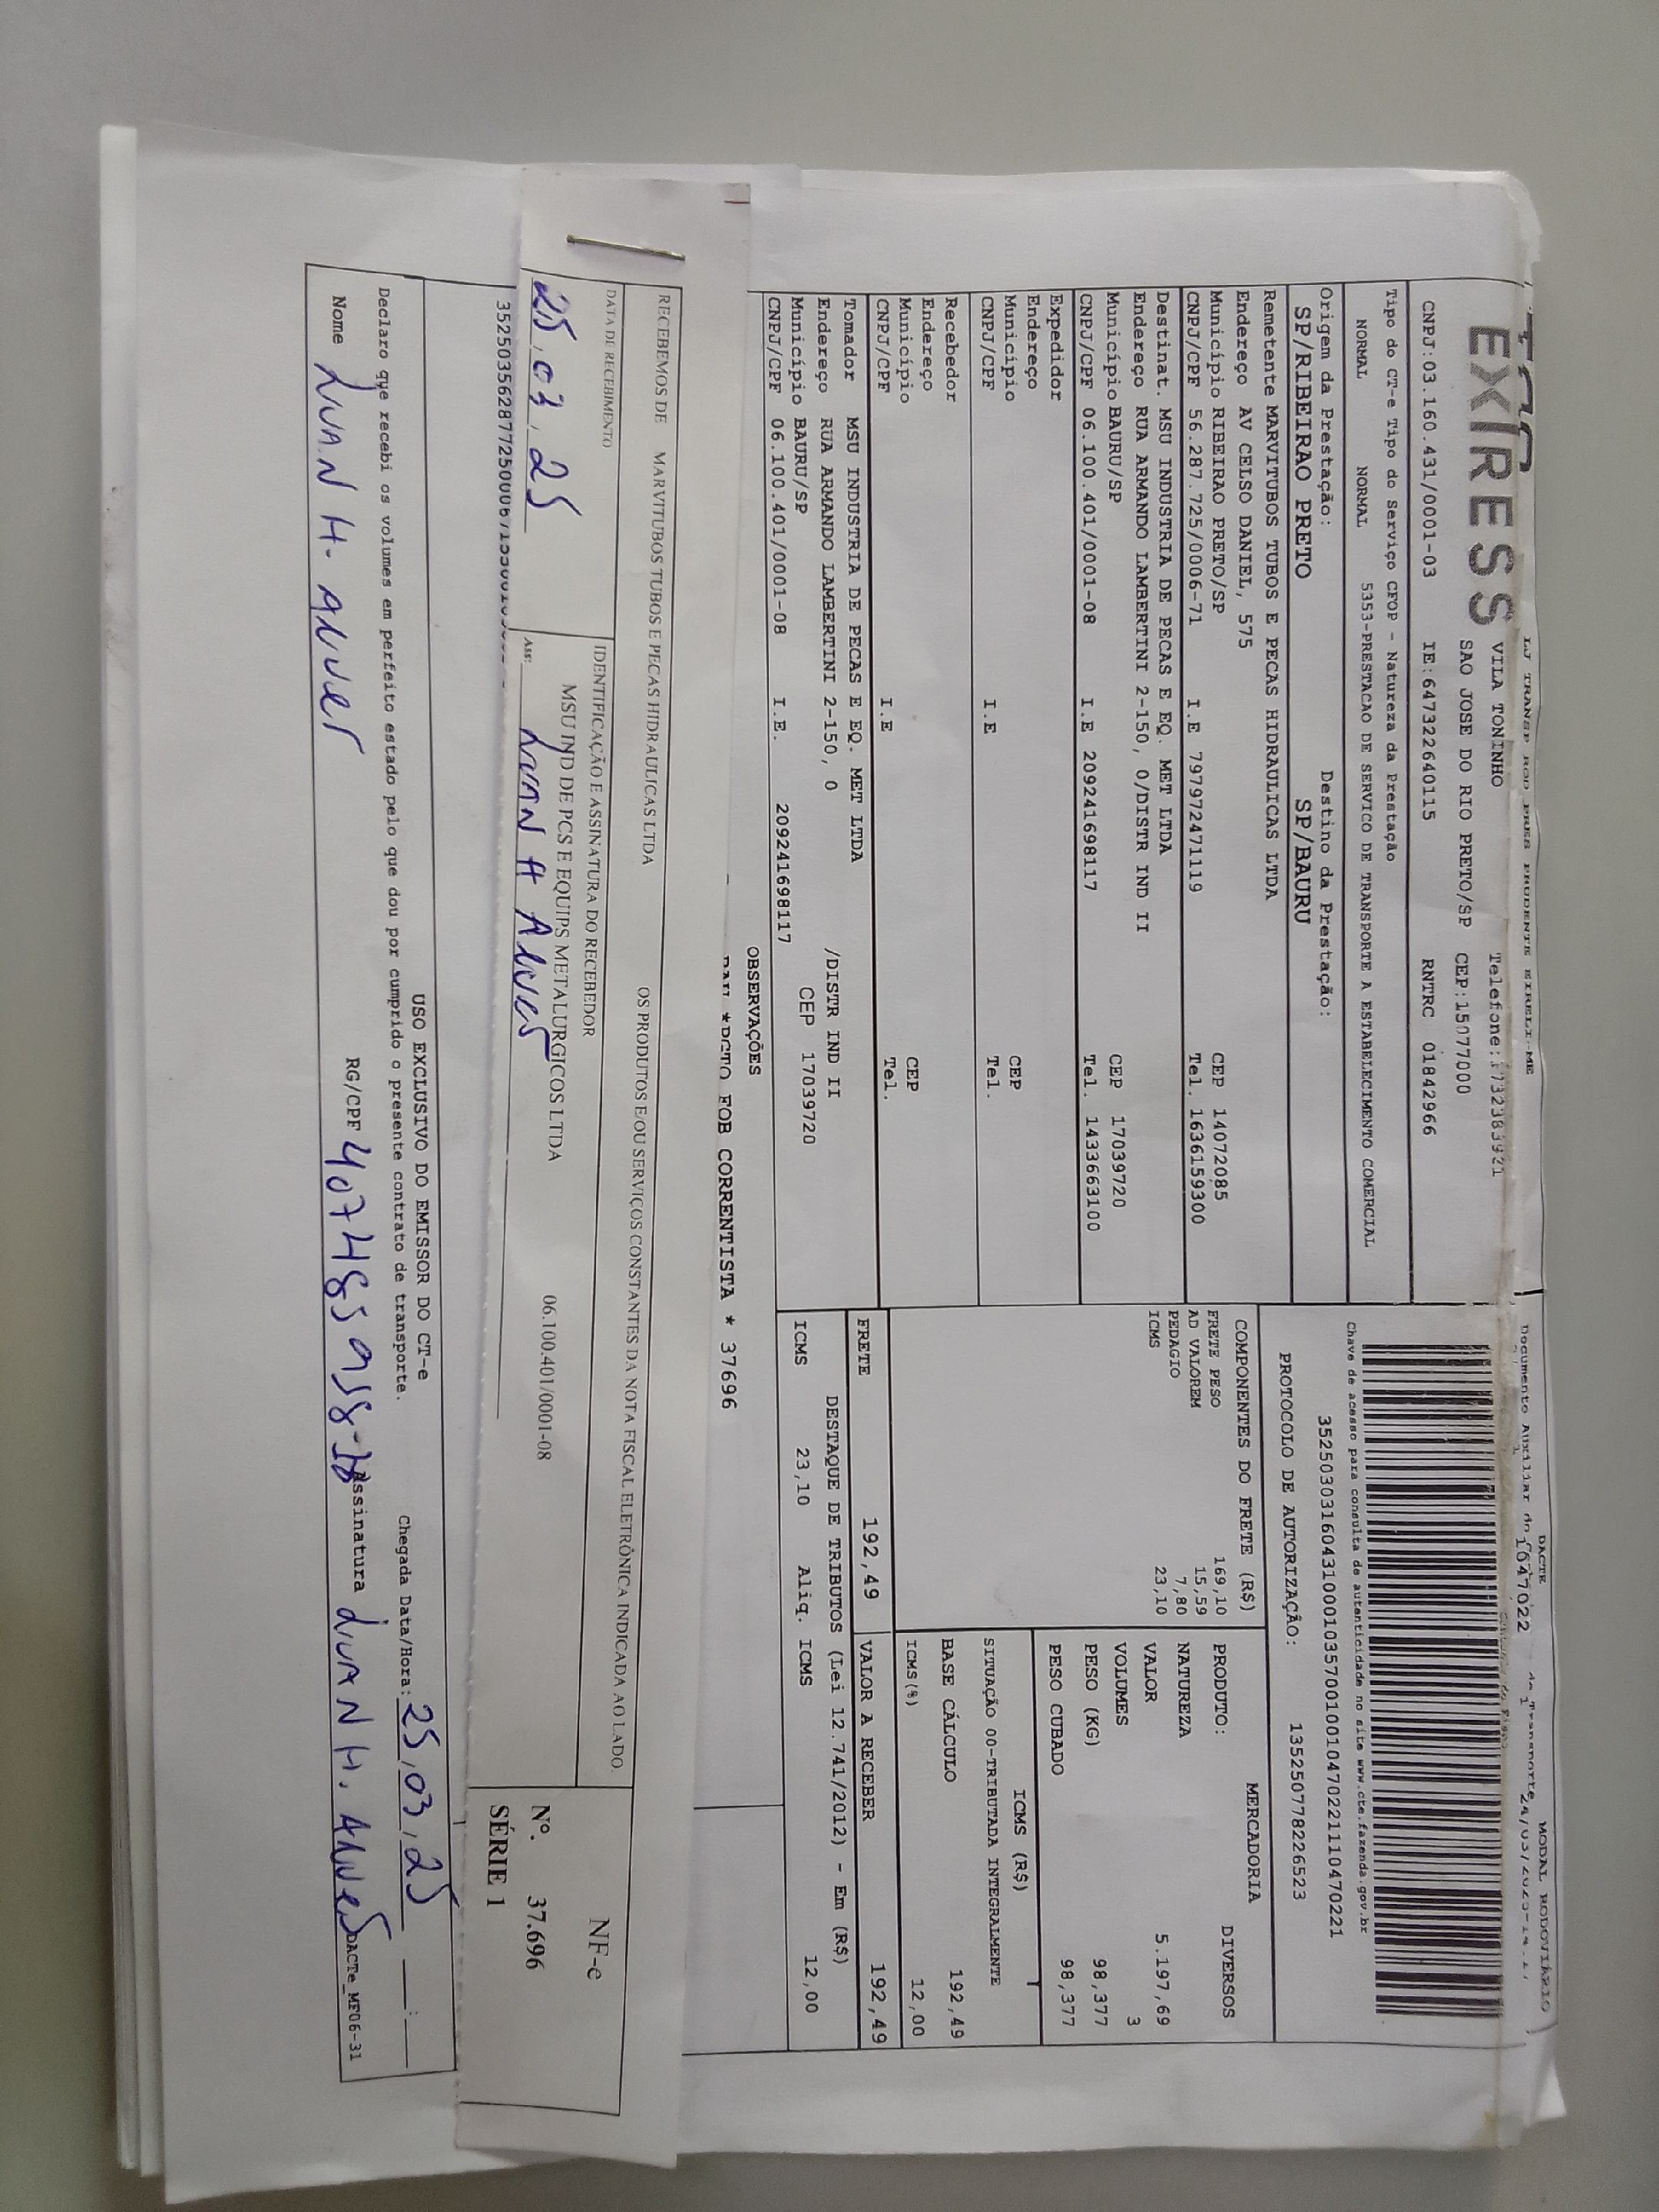 LJ TRANSP ROD PRES PRUDENTE EIRELI-ME
EXPRESS
VILA TONINHO
SAO JOSE DO RIO PRETO/SP CEP:15077000
CNPJ:03.160.431/0001-03 IE:647322640115 RNTRC 01842966
DACTE MODAL RODOVIÁRIO
Documento Auxiliar do
1047022 1
Tipo do CT-e Tipo do Serviço CFOP - Natureza da Prestação
NORMAL NORMAL 5353-PRESTACAO DE SERVICO DE TRANSPORTE A ESTABELECIMENTO COMERCIAL
Chave de acesso para consulta de autenticidade no site www.cte.fazenda.gov.br
35250303160431000103570010010470221110470221
Origem da Prestação: Destino da Prestação:
SP/RIBEIRAO PRETO SP/BAURU
PROTOCOLO DE AUTORIZAÇÃO: 135250778226523
Remetente MARVITUBOS TUBOS E PECAS HIDRAULICAS LTDA
Endereço AV CELSO DANIEL, 575
Município RIBEIRAO PRETO/SP CEP 14072085
CNPJ/CPF 56.287.725/0006-71 I.E 797972471119 Tel. 1636159300
Destinat. MSU INDUSTRIA DE PECAS E EQ. MET LTDA
Endereço RUA ARMANDO LAMBERTINI 2-150, 0/DISTR IND II
Município BAURU/SP CEP 17039720
CNPJ/CPF 06.100.401/0001-08 I.E 209241698117 Tel. 1433663100
Expedidor
Endereço
Município CEP
CNPJ/CPF I.E Tel.
Recebedor
Endereço
Município CEP
CNPJ/CPF I.E Tel.
Tomador MSU INDUSTRIA DE PECAS E EQ. MET LTDA
Endereço RUA ARMANDO LAMBERTINI 2-150, 0 /DISTR IND II
Município BAURU/SP CEP 17039720
CNPJ/CPF 06.100.401/0001-08 I.E. 209241698117
COMPONENTES DO FRETE (R$)
FRETE PESO 169,10
AD VALOREM 15,59
PEDAGIO 7,80
ICMS 23,10
MERCADORIA
PRODUTO: DIVERSOS
NATUREZA
VALOR 5.197,69
VOLUMES 3
PESO (KG) 98,377
PESO CUBADO 98,377
ICMS (R$)
SITUAÇÃO 00-TRIBUTADA INTEGRALMENTE
BASE CÁLCULO 192,49
ICMS(%) 12,00
FRETE 192,49 VALOR A RECEBER 192,49
DESTAQUE DE TRIBUTOS (Lei 12.741/2012) - Em (R$)
ICMS 23,10 Aliq. ICMS 12,00
OBSERVAÇÕES
FOB CORRENTISTA * 37696
RECEBEMOS DE MARVITUBOS TUBOS E PECAS HIDRAULICAS LTDA OS PRODUTOS E/OU SERVIÇOS CONSTANTES DA NOTA FISCAL ELETRÔNICA INDICADA AO LADO.
DATA DE RECEBIMENTO IDENTIFICAÇÃO E ASSINATURA DO RECEBEDOR
MSU IND DE PCS E EQUIPS METALURGICOS LTDA 06.100.401/0001-08
25,03,25 Ass: LUAN H ALVES
NF-e
Nº. 37.696
SÉRIE 1
USO EXCLUSIVO DO EMISSOR DO CT-e
Declaro que recebi os volumes em perfeito estado pelo que dou por cumprido o presente contrato de transporte. Chegada Data/Hora: 25,03,25
Nome LUAN H. ALVES RG/CPF Assinatura LUAN H. ALVES
DACTe_MF06-31